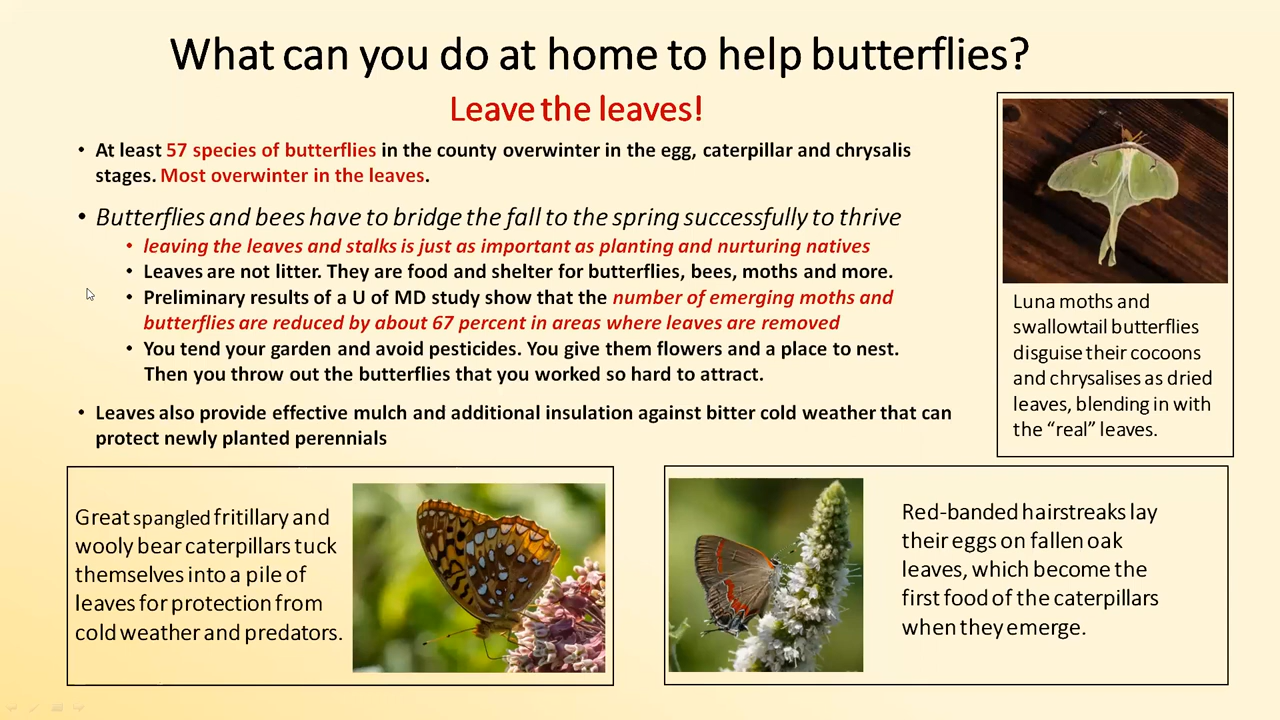 What can you do at home to help butterflies?
Leave the leaves!
• At least 57 species of butterflies in the county overwinter in the egg, caterpillar and chrysalis
stages. Most overwinter in the leaves.
• Butterflies and bees have to bridge the fall to the spring successfully to thrive
• leaving the leaves and stalks is just as important as planting and nurturing natives
• Leaves are not litter. They are food and shelter for butterflies, bees, moths and more.
• Preliminary results of a U of MD study show that the number of emerging moths and
butterflies are reduced by about 67 percent in areas where leaves are removed
• You tend your garden and avoid pesticides. You give them flowers and a place to nest.
Then you throw out the butterflies that you worked so hard to attract.
• Leaves also provide effective mulch and additional insulation against bitter cold weather that can
protect newly planted perennials
Luna moths and
swallowtail butterflies
disguise their cocoons
and chrysalises as dried
leaves, blending in with
the “real” leaves.
Great spangled fritillary and
wooly bear caterpillars tuck
themselves into a pile of
leaves for protection from
cold weather and predators.
Red-banded hairstreaks lay
their eggs on fallen oak
leaves, which become the
first food of the caterpillars
when they emerge.